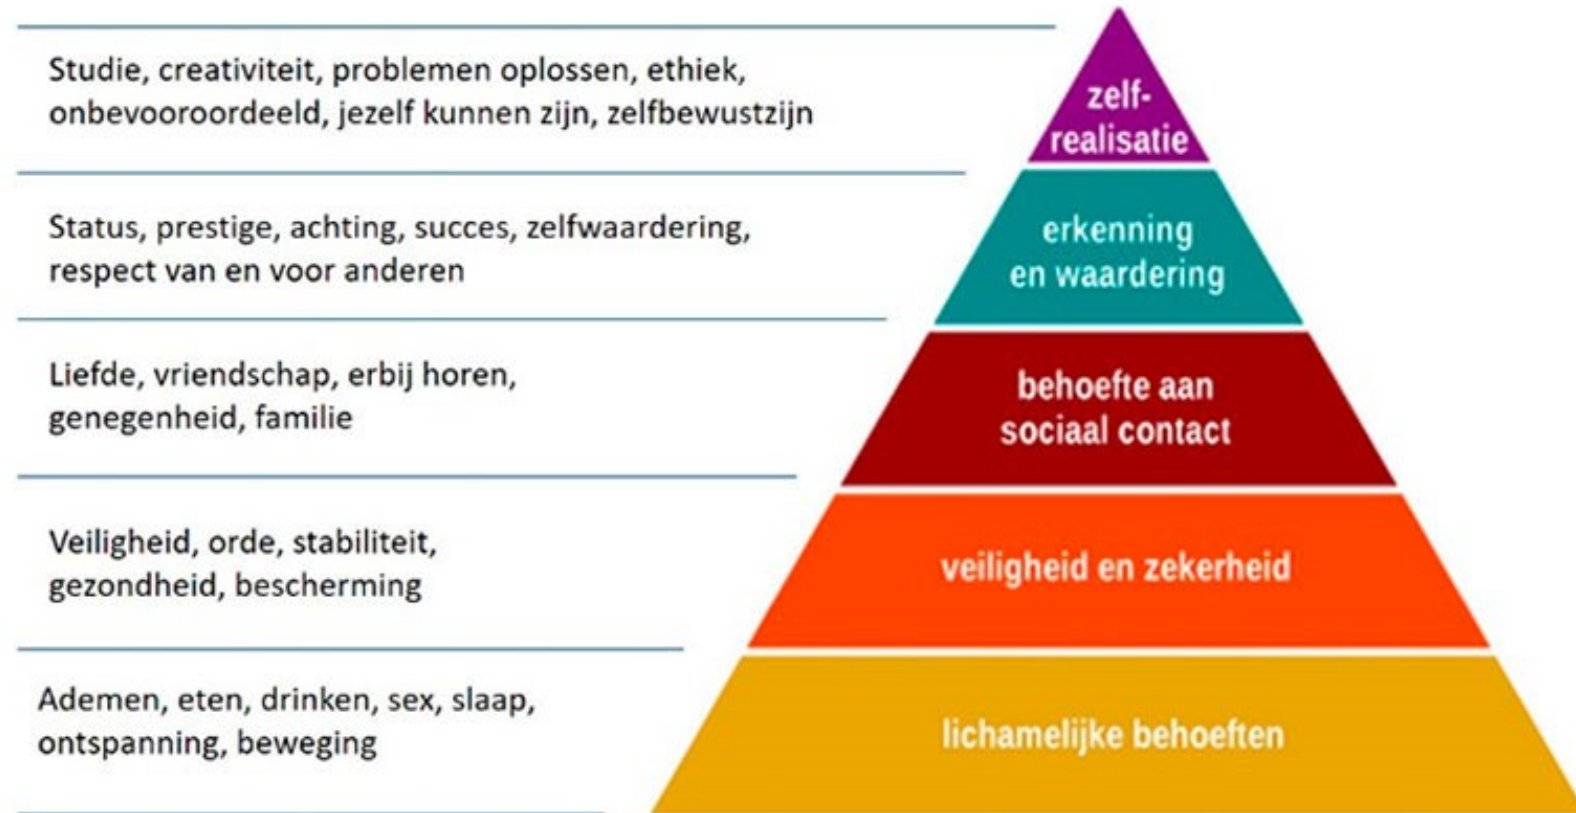 Studie, creativiteit, problemen oplossen, ethiek,
onbevooroordeeld, jezelf kunnen zijn, zelfbewustzijn
zelf-
realisatie
Status, prestige, achting, succes, zelfwaardering,
respect van en voor anderen
erkenning
en waardering
Liefde, vriendschap, erbij horen,
genegenheid, familie
behoefte aan
sociaal contact
Veiligheid, orde, stabiliteit,
gezondheid, bescherming
veiligheid en zekerheid
Ademen, eten, drinken, sex, slaap,
ontspanning, beweging
lichamelijke behoeften